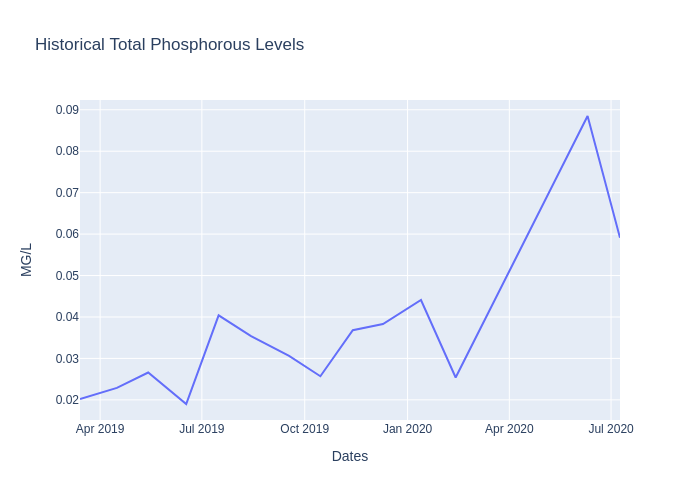 Historical Total Phosphorous Levels
MG/L
0.09
0.08
0.07
0.06
0.05
0.04
0.03
0.02
Apr 2019
Jul 2019
Oct 2019
Jan 2020
Apr 2020
Jul 2020
Dates